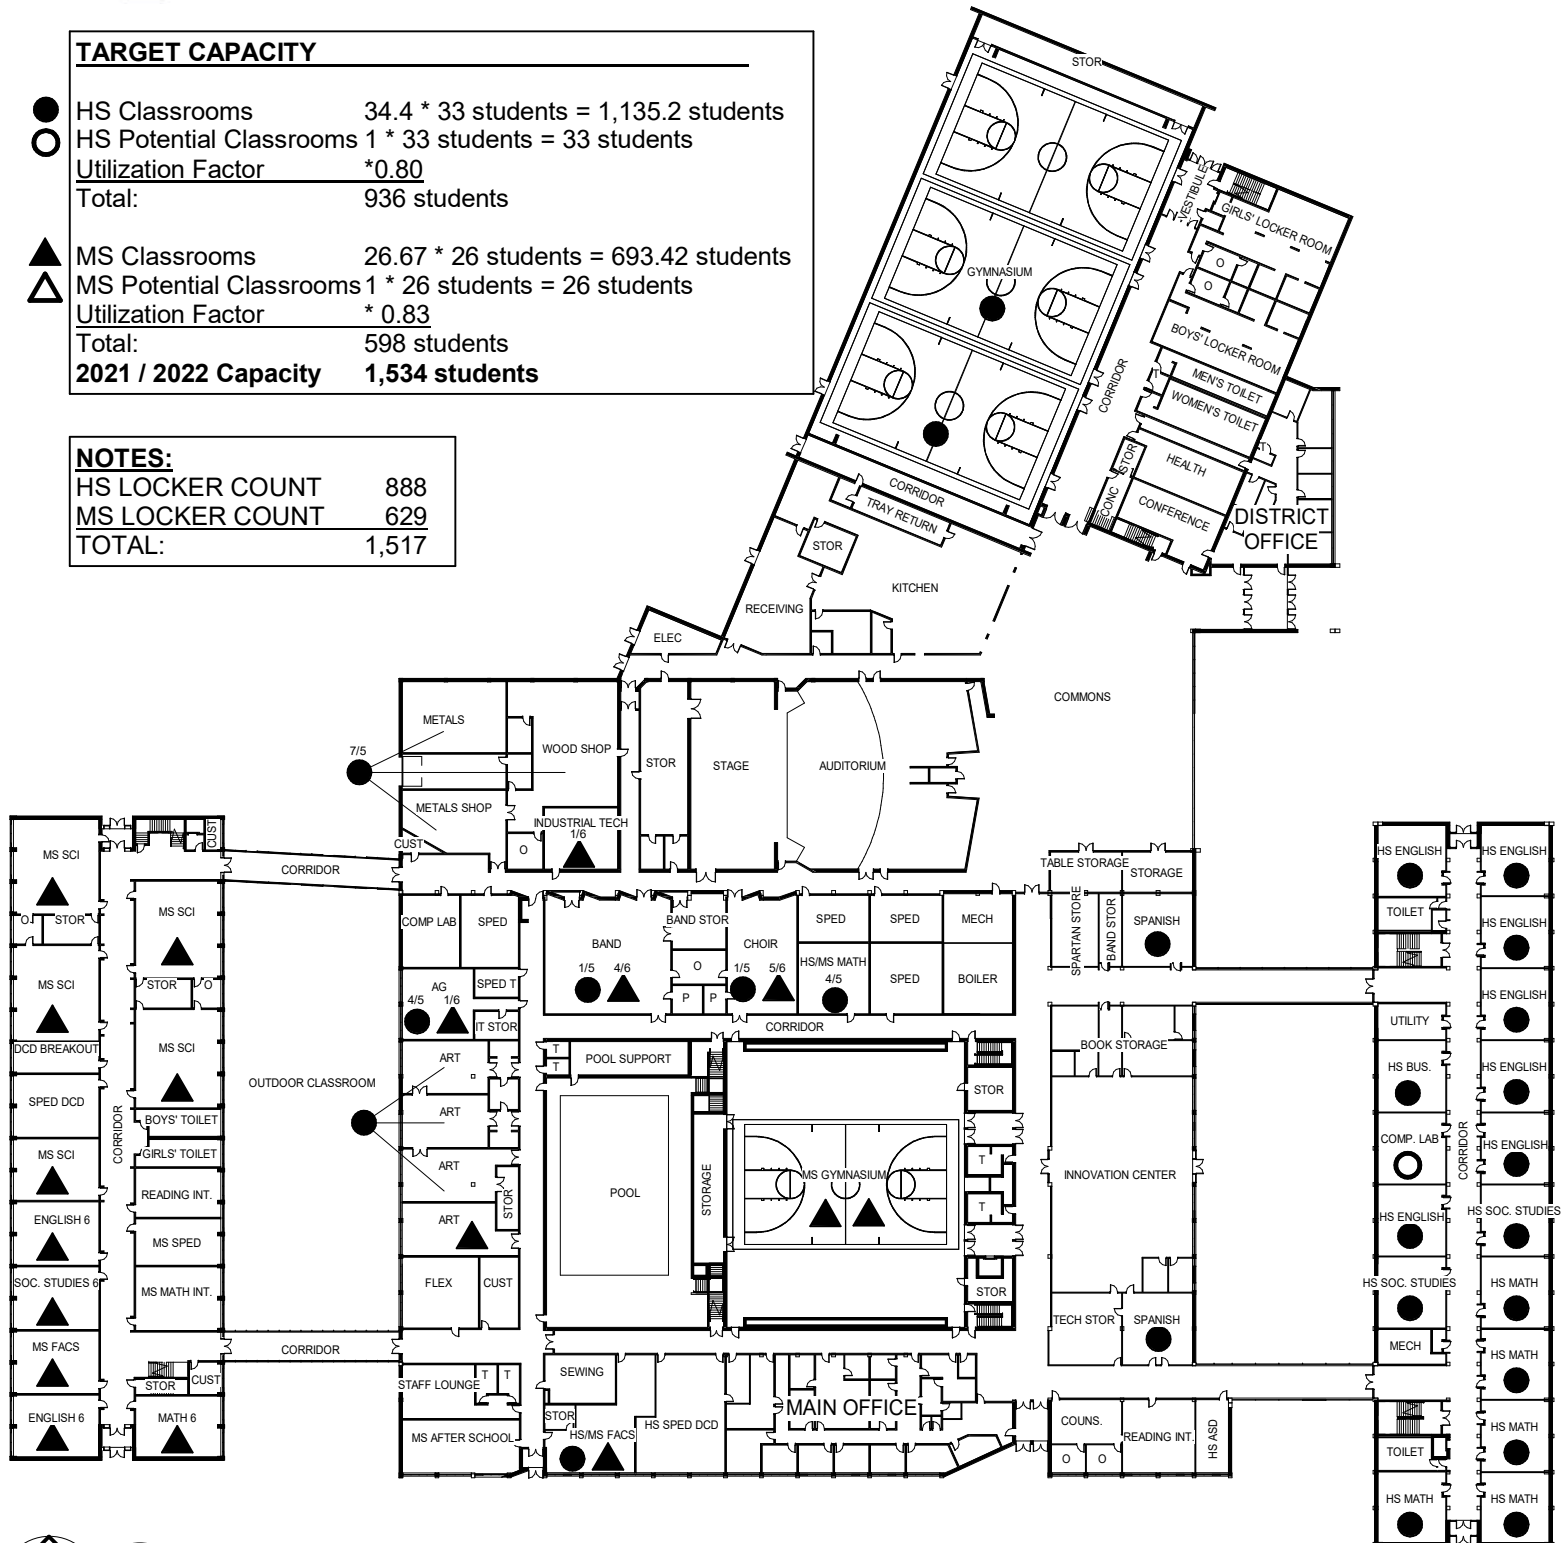 TARGET CAPACITY
HS Classrooms 34.4 * 33 students = 1,135.2 students
HS Potential Classrooms 1 * 33 students = 33 students
Utilization Factor *0.80
Total: 936 students
MS Classrooms 26.67 * 26 students = 693.42 students
MS Potential Classrooms 1 * 26 students = 26 students
Utilization Factor * 0.83
Total: 598 students
2021 / 2022 Capacity 1,534 students
NOTES:
HS LOCKER COUNT 888
MS LOCKER COUNT 629
TOTAL: 1,517
STOR
VESTIBULE
GIRLS' LOCKER ROOM
GYMNASIUM
O
O
BOYS' LOCKER ROOM
MEN'S TOILET
T
WOMEN'S TOILET
CORRIDOR
T
HEALTH
STOR
CONC
CONFERENCE
CORRIDOR
TRAY RETURN
DISTRICT
OFFICE
STOR
KITCHEN
RECEIVING
ELEC
COMMONS
METALS
WOOD SHOP
7/5
STOR
STAGE
AUDITORIUM
METALS SHOP
INDUSTRIAL TECH
1/6
CUST
O
CUST
MS SCI
CORRIDOR
TABLE STORAGE
STORAGE
HS ENGLISH
HS ENGLISH
O
STOR
MS SCI
COMP LAB
SPED
BAND STOR
SPED
SPED
MECH
SPARTAN STORE
BAND STOR
SPANISH
TOILET
HS ENGLISH
BAND
CHOIR
1/5 4/6
O
1/5 5/6
HS/MS MATH
4/5
SPED
BOILER
P P
MS SCI
STOR
O
AG
4/5 1/6
SPED T
IT STOR
HS ENGLISH
CORRIDOR
UTILITY
DCD BREAKOUT
MS SCI
ART
T
T
POOL SUPPORT
BOOK STORAGE
HS BUS.
HS ENGLISH
OUTDOOR CLASSROOM
SPED DCD
BOYS' TOILET
ART
STOR
CORRIDOR
MS SCI
GIRLS' TOILET
COMP. LAB
CORRIDOR
HS ENGLISH
ART
STOR
POOL
STORAGE
MS GYMNASIUM
T
T
INNOVATION CENTER
READING INT.
ENGLISH 6
ART
HS ENGLISH
HS SOC. STUDIES
MS SPED
SOC. STUDIES 6
MS MATH INT.
FLEX
CUST
STOR
HS SOC. STUDIES
HS MATH
TECH STOR
SPANISH
MS FACS
CORRIDOR
MECH
HS MATH
STOR
CUST
STAFF LOUNGE
T T
SEWING
ENGLISH 6
MATH 6
STOR
MAIN OFFICE
HS SPED DCD
COUNS.
HS MATH
MS AFTER SCHOOL
HS/MS FACS
READING INT.
HS ASD
O O
TOILET
HS MATH
HS MATH